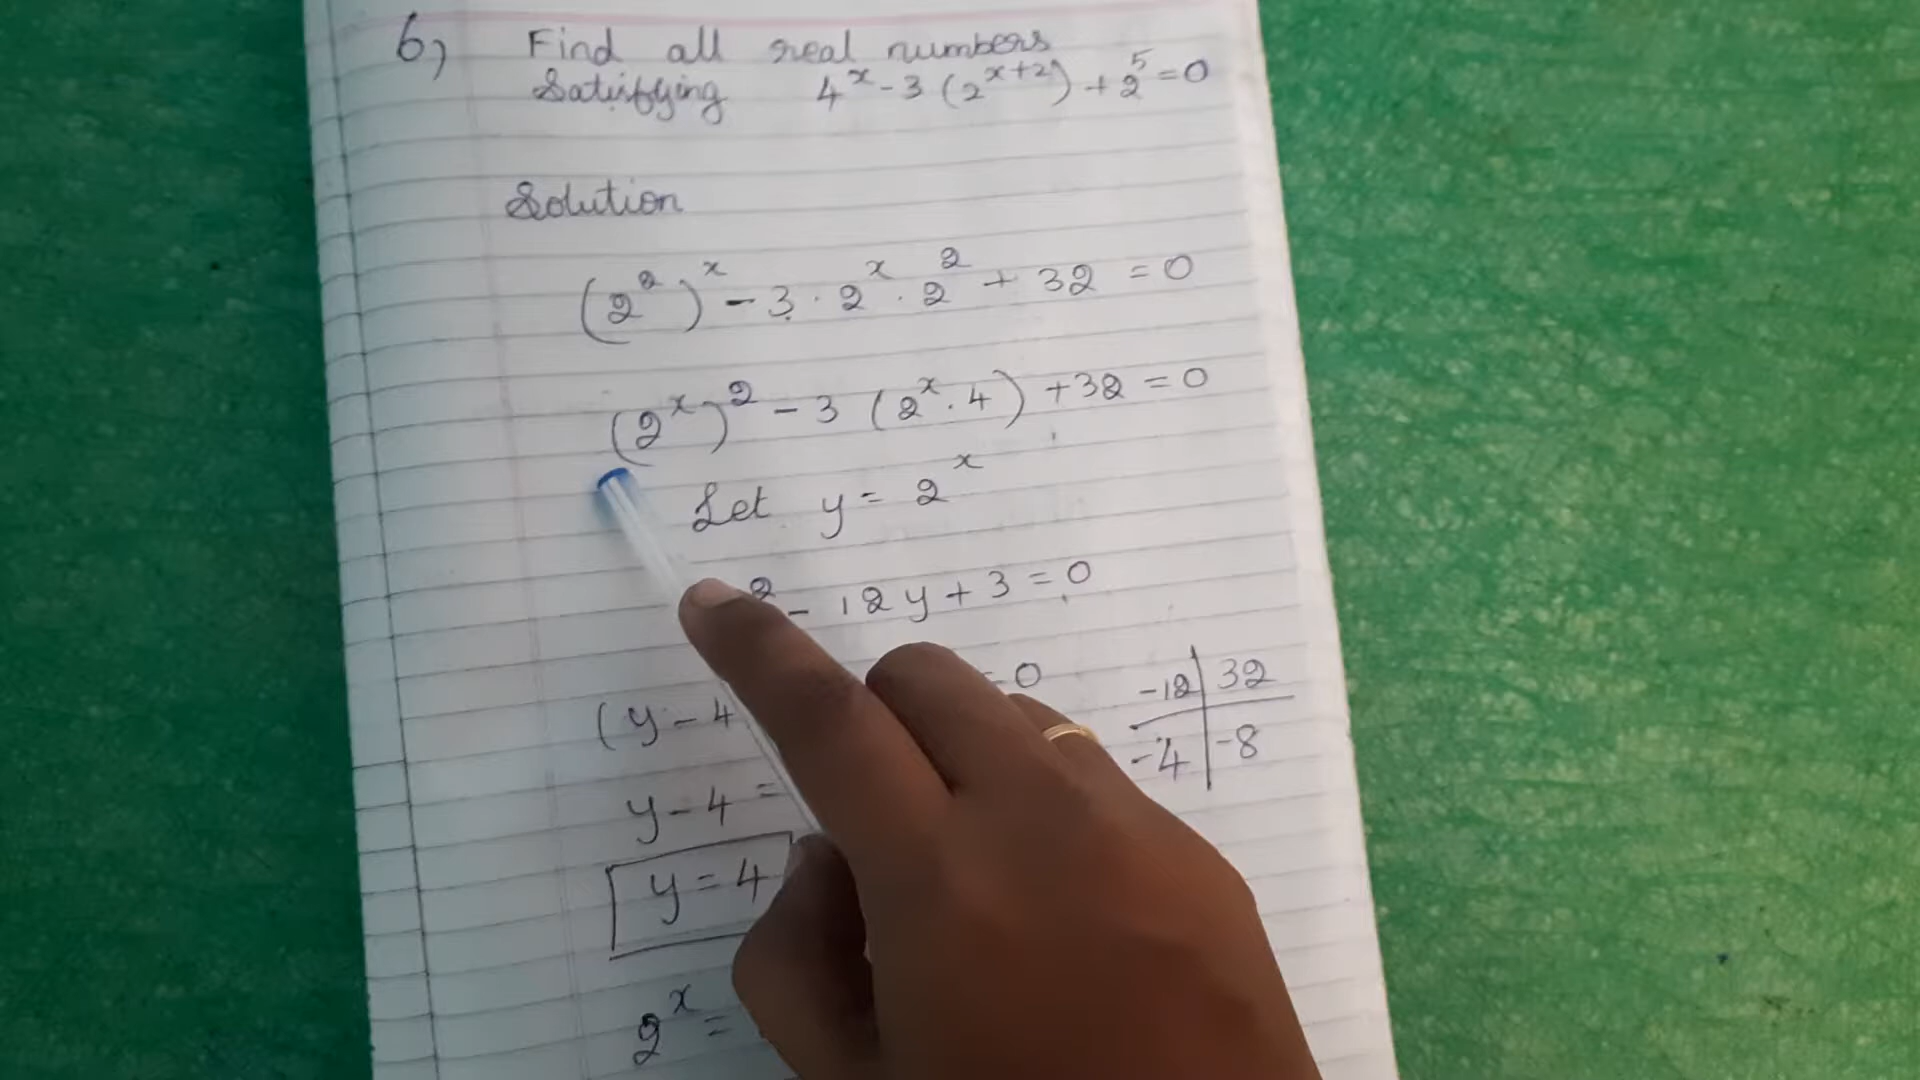 6) Find all real numbers
Satisfying 4^x - 3 (2^(x+2)) + 2^5 = 0
Solution
(2^2)^x - 3 . 2^x . 2^2 + 32 = 0
(2^x)^2 - 3 (2^x . 4) + 32 = 0
Let y = 2^x
2 - 12y + 3 = 0
(y - 4 = 0
-12 | 32
-4 | -8
y - 4 =
y = 4
2^x =